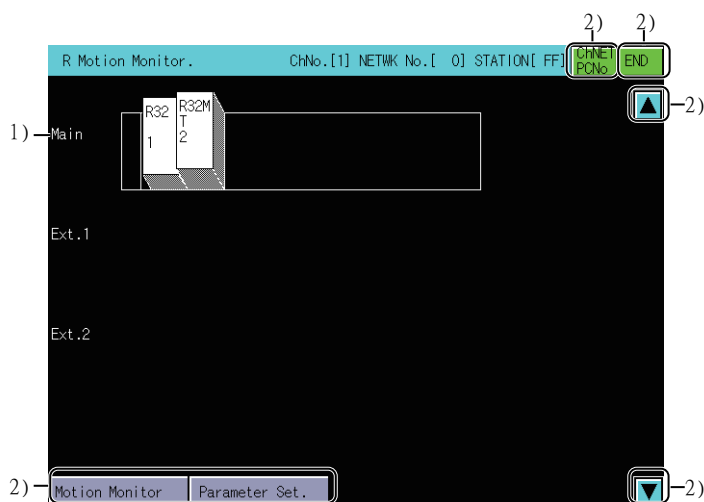 2) 2)
R Motion Monitor. ChNo.[1] NETWK No.[ 0] STATION[ FF] ChNET PCNo END
▲ 2)
R32 1
R32M T 2
1) Main
Ext.1
Ext.2
2) Motion Monitor Parameter Set. ▼ 2)